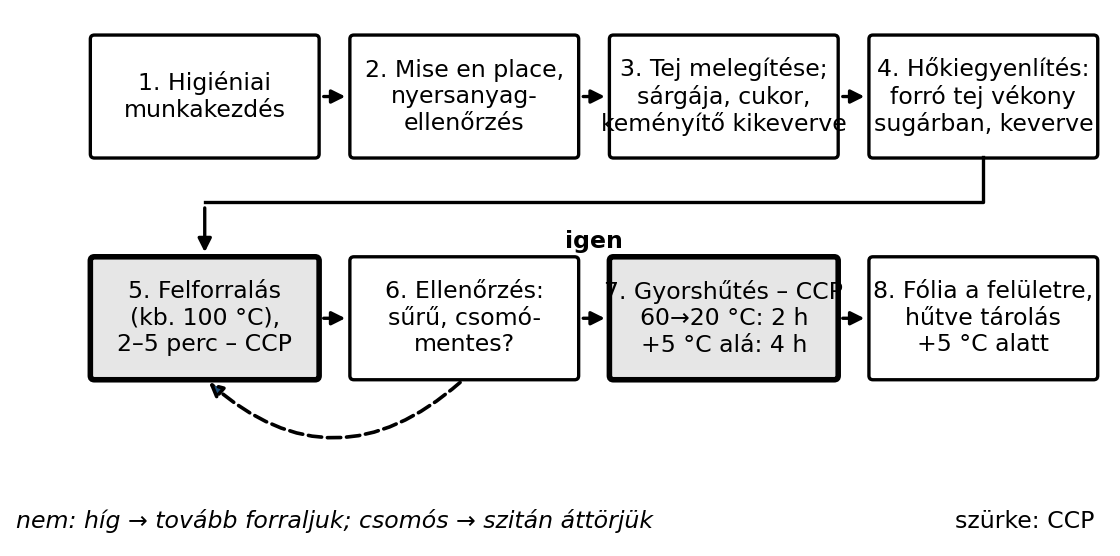 1. Higiéniai
munkakezdés
2. Mise en place,
nyersanyag-
ellenőrzés
3. Tej melegítése;
sárgája, cukor,
keményítő kikeverve
4. Hőkiegyenlítés:
forró tej vékony
sugárban, keverve
igen
5. Felforralás
(kb. 100 °C),
2–5 perc – CCP
6. Ellenőrzés:
sűrű, csomó-
mentes?
7. Gyorshűtés – CCP
60→20 °C: 2 h
+5 °C alá: 4 h
8. Fólia a felületre,
hűtve tárolás
+5 °C alatt
nem: híg → tovább forraljuk; csomós → szitán áttörjük
szürke: CCP